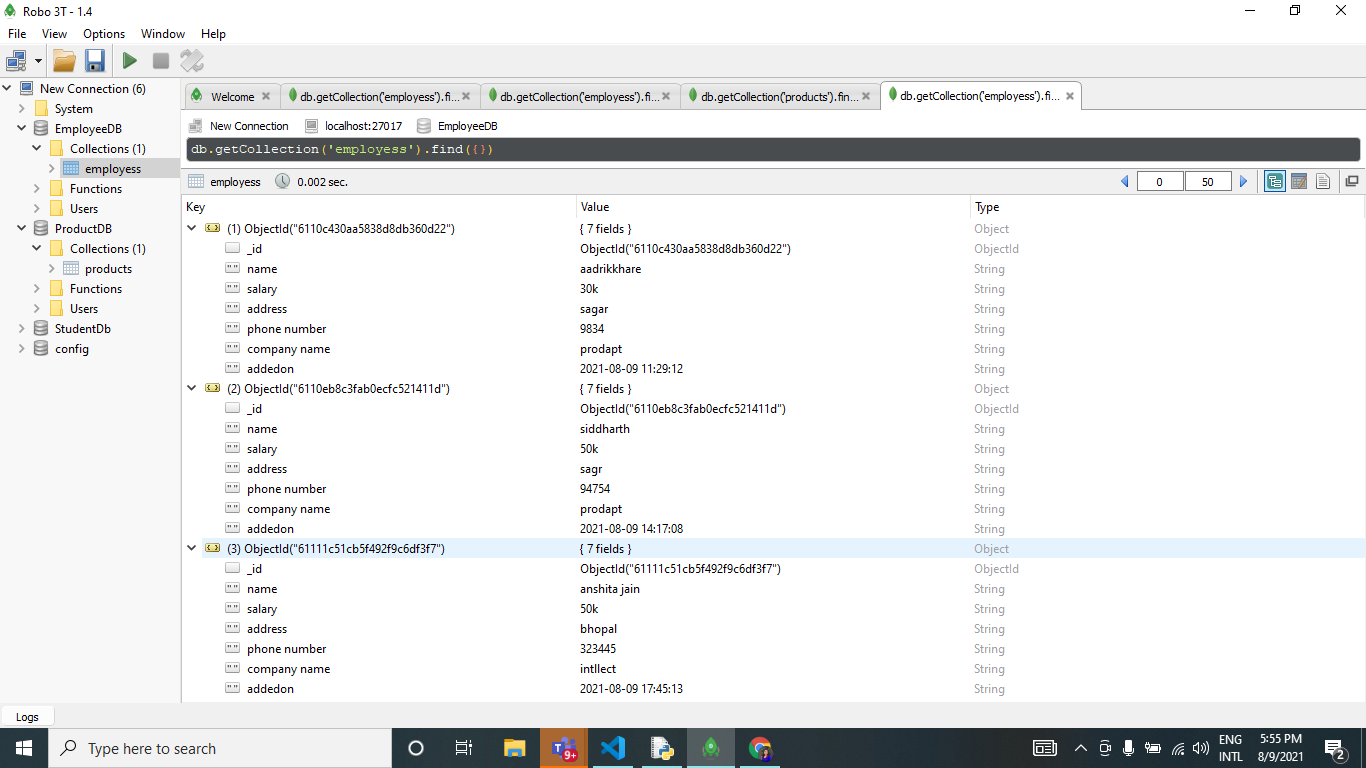 Robo 3T - 1.4
File View Options Window Help
New Connection (6)
System
EmployeeDB
Collections (1)
employess
Functions
Users
ProductDB
Collections (1)
products
Functions
Users
StudentDb
config
Welcome db.getCollection('employess').fi... db.getCollection('employess').fi... db.getCollection('products').fin... db.getCollection('employess').fi...
New Connection localhost:27017 EmployeeDB
db.getCollection('employess').find({})
employess 0.002 sec. 0 50
Key Value Type
(1) ObjectId("6110c430aa5838d8db360d22") { 7 fields } Object
_id ObjectId("6110c430aa5838d8db360d22") ObjectId
"" name aadrikkhare String
"" salary 30k String
"" address sagar String
"" phone number 9834 String
"" company name prodapt String
"" addedon 2021-08-09 11:29:12 String
(2) ObjectId("6110eb8c3fab0ecfc521411d") { 7 fields } Object
_id ObjectId("6110eb8c3fab0ecfc521411d") ObjectId
"" name siddharth String
"" salary 50k String
"" address sagr String
"" phone number 94754 String
"" company name prodapt String
"" addedon 2021-08-09 14:17:08 String
(3) ObjectId("61111c51cb5f492f9c6df3f7") { 7 fields } Object
_id ObjectId("61111c51cb5f492f9c6df3f7") ObjectId
"" name anshita jain String
"" salary 50k String
"" address bhopal String
"" phone number 323445 String
"" company name intllect String
"" addedon 2021-08-09 17:45:13 String
Logs
Type here to search
9+
ENG
INTL
5:55 PM
8/9/2021
2